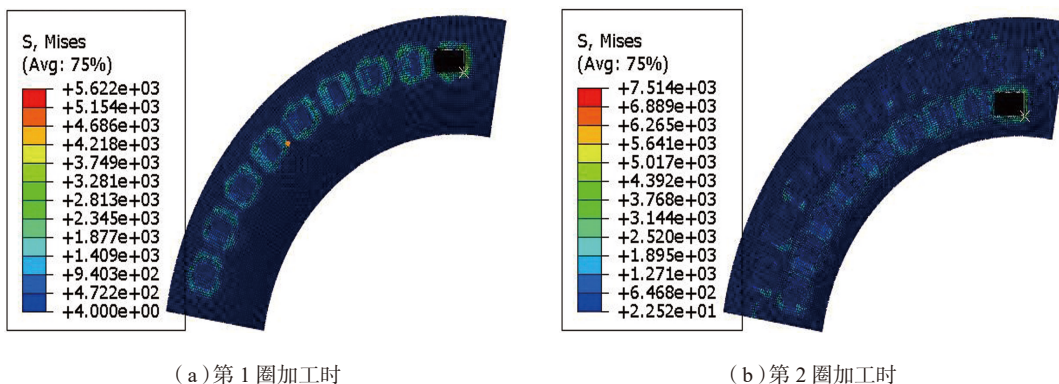 S, Mises
(Avg: 75%)
+5.622e+03
+5.154e+03
+4.686e+03
+4.218e+03
+3.749e+03
+3.281e+03
+2.813e+03
+2.345e+03
+1.877e+03
+1.409e+03
+9.403e+02
+4.722e+02
+4.000e+00
(a)第1圈加工时
S, Mises
(Avg: 75%)
+7.514e+03
+6.889e+03
+6.265e+03
+5.641e+03
+5.017e+03
+4.392e+03
+3.768e+03
+3.144e+03
+2.520e+03
+1.895e+03
+1.271e+03
+6.468e+02
+2.252e+01
(b)第2圈加工时